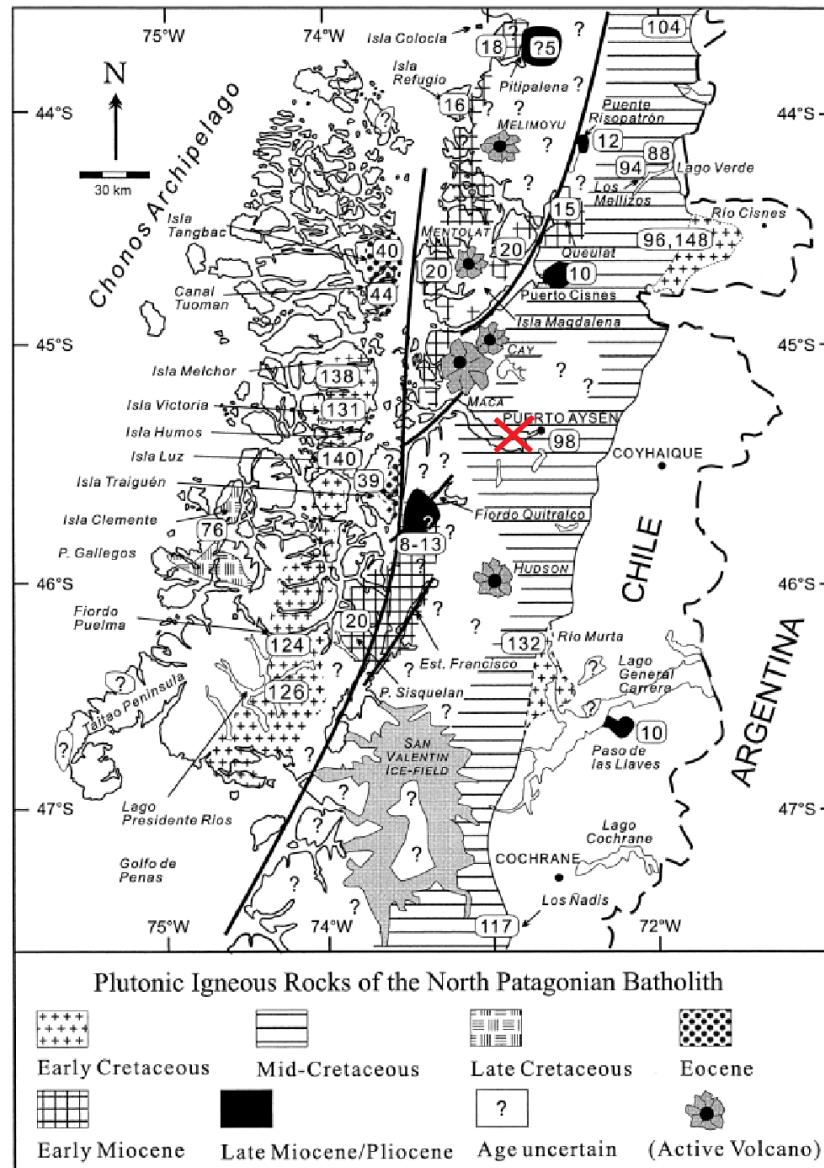 75°W
74°W
Isla Colocla
?
18
?5
?
104
N
Isla
Refugio
Pitipalena
?
?
44°S
44°S
16
?
MELIMOYU
?
Puente
Risopatrón
12
88
30 km
94
Lago Verde
Los
Mellizos
Chonos Archipelago
?
?
Isla
Tangbac
MENTOLAT
15
Río Cisnes
40
20
20
Queulat
96,148
Canal
Tuoman
44
10
Puerto Cisnes
?
?
Isla Magdalena
45°S
45°S
CAY
?
Isla Melchor
138
?
?
MACA
Isla Victoria
131
PUERTO AYSEN
Isla Humos
98
Isla Luz
140
?
?
COYHAIQUE
Isla Traiguén
39
?
Isla Clemente
?
Fiordo Quitralco
76
?
P. Gallegos
8-13
?
46°S
HUDSON
46°S
CHILE
Fiordo
Puelma
20
?
?
124
132
Río Murta
?
Est. Francisco
?
Lago
General
Carrera
126
P. Sisquelan
?
Taitao Peninsula
?
?
10
ARGENTINA
SAN
VALENTIN
ICE-FIELD
Paso de
las Llaves
Lago
Presidente Rios
?
?
47°S
47°S
?
?
Lago
Cochrane
Golfo de
Penas
?
COCHRANE
?
Los Ñadis
75°W
74°W
117
72°W
Plutonic Igneous Rocks of the North Patagonian Batholith
Early Cretaceous
Mid-Cretaceous
Late Cretaceous
Eocene
?
Early Miocene
Late Miocene/Pliocene
Age uncertain
(Active Volcano)